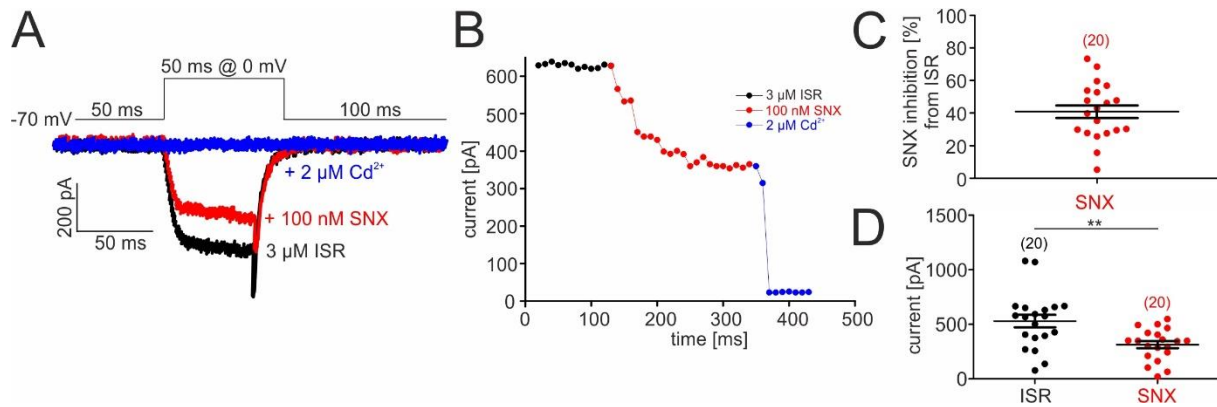 A
50 ms @ 0 mV
-70 mV
50 ms
100 ms
+ 2 µM Cd²⁺
+ 100 nM SNX
3 µM ISR
200 pA
50 ms
B
current [pA]
600
500
400
300
200
100
0
3 µM ISR
100 nM SNX
2 µM Cd²⁺
0 100 200 300 400 500
time [ms]
C
SNX inhibition [%]
from ISR
100
80
60
40
20
0
(20)
SNX
D
current [pA]
1500
1000
500
0
**
(20)
(20)
ISR SNX